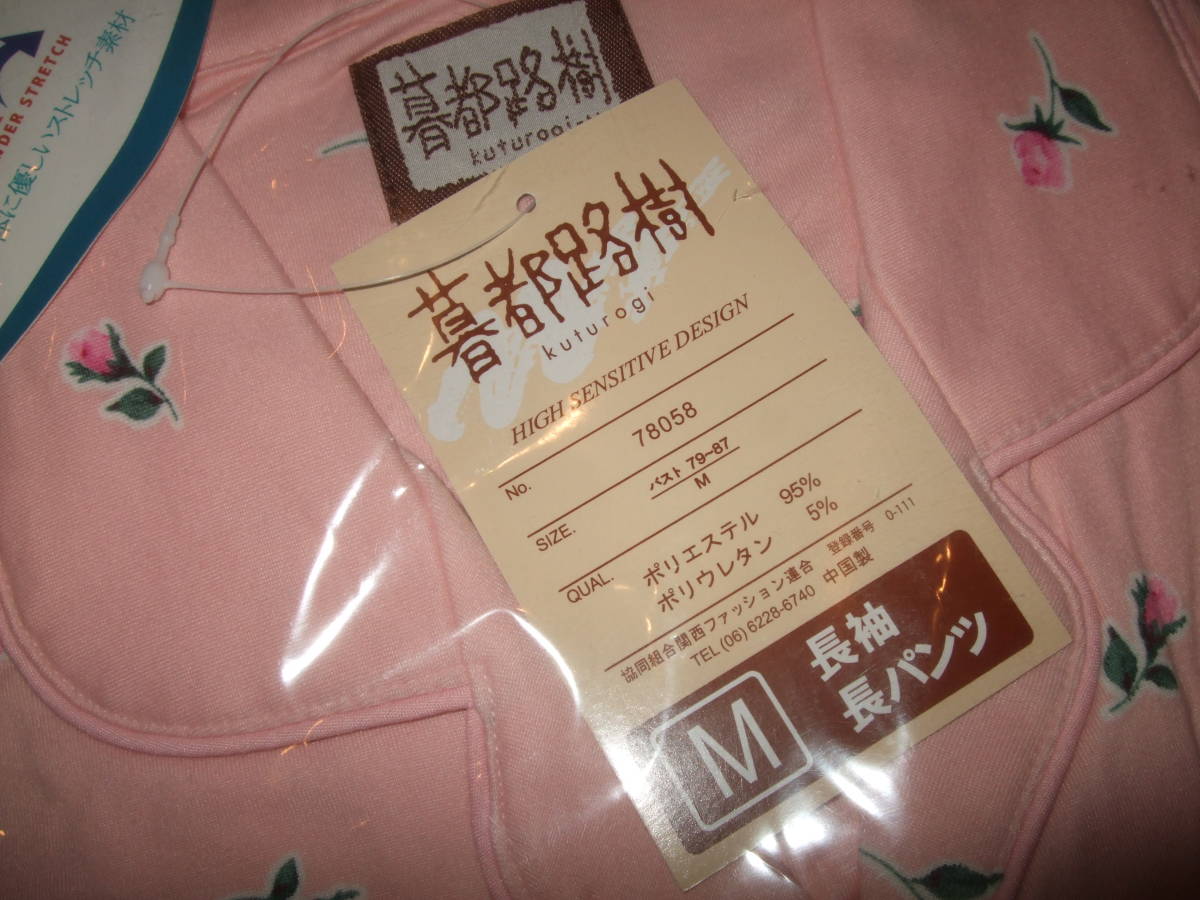 NDER STRETCH
体に優しいストレッチ素材
暮都路樹
kuturogi
暮都路樹
kuturogi
HIGH SENSITIVE DESIGN
No. 78058
SIZE. バスト 79-87
M
QUAL. ポリエステル 95%
ポリウレタン 5%
協同組合関西ファッション連合 登録番号 0-111
TEL (06) 6228-6740 中国製
M
長袖
長パンツ